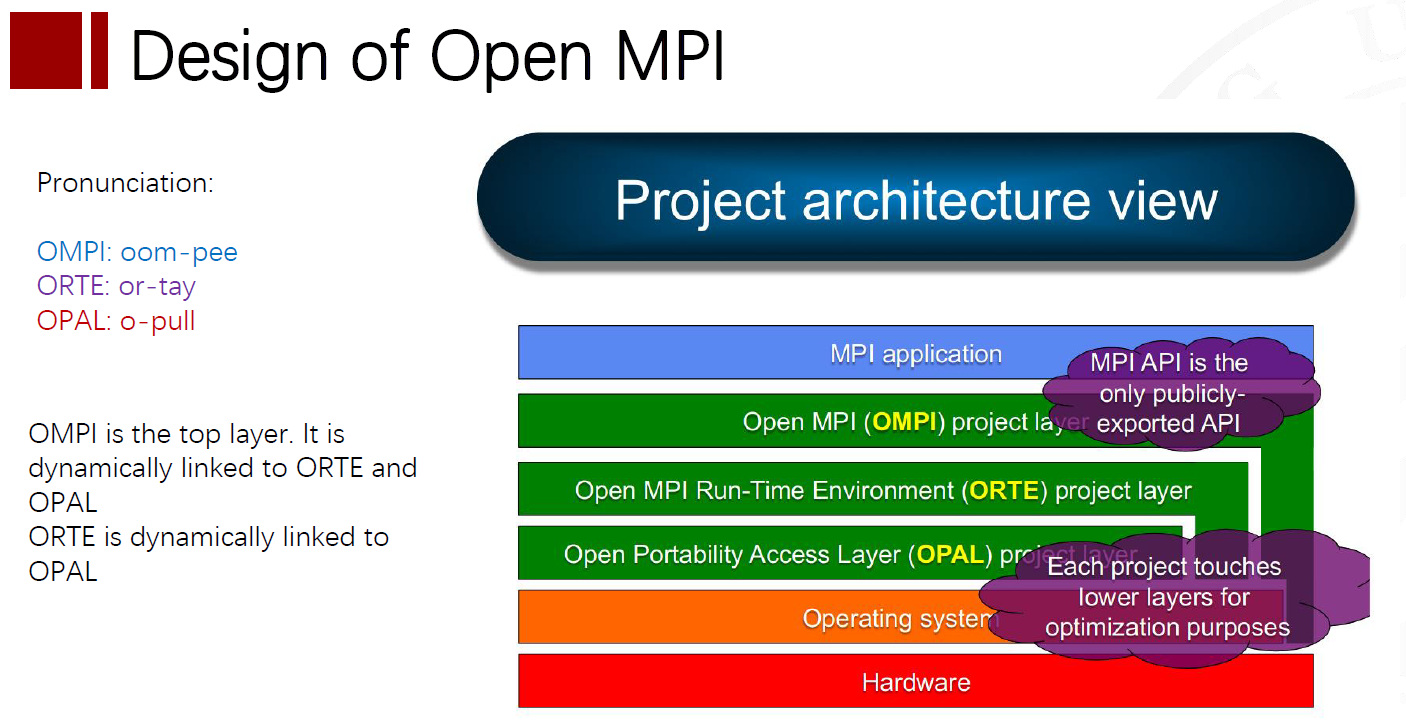 Design of Open MPI
Pronunciation:
OMPI: oom-pee
ORTE: or-tay
OPAL: o-pull
OMPI is the top layer. It is
dynamically linked to ORTE and
OPAL
ORTE is dynamically linked to
OPAL
Project architecture view
MPI application
MPI API is the
only publicly-
exported API
Open MPI (OMPI) project layer
Open MPI Run-Time Environment (ORTE) project layer
Open Portability Access Layer (OPAL) project layer
Each project touches
lower layers for
optimization purposes
Operating system
Hardware